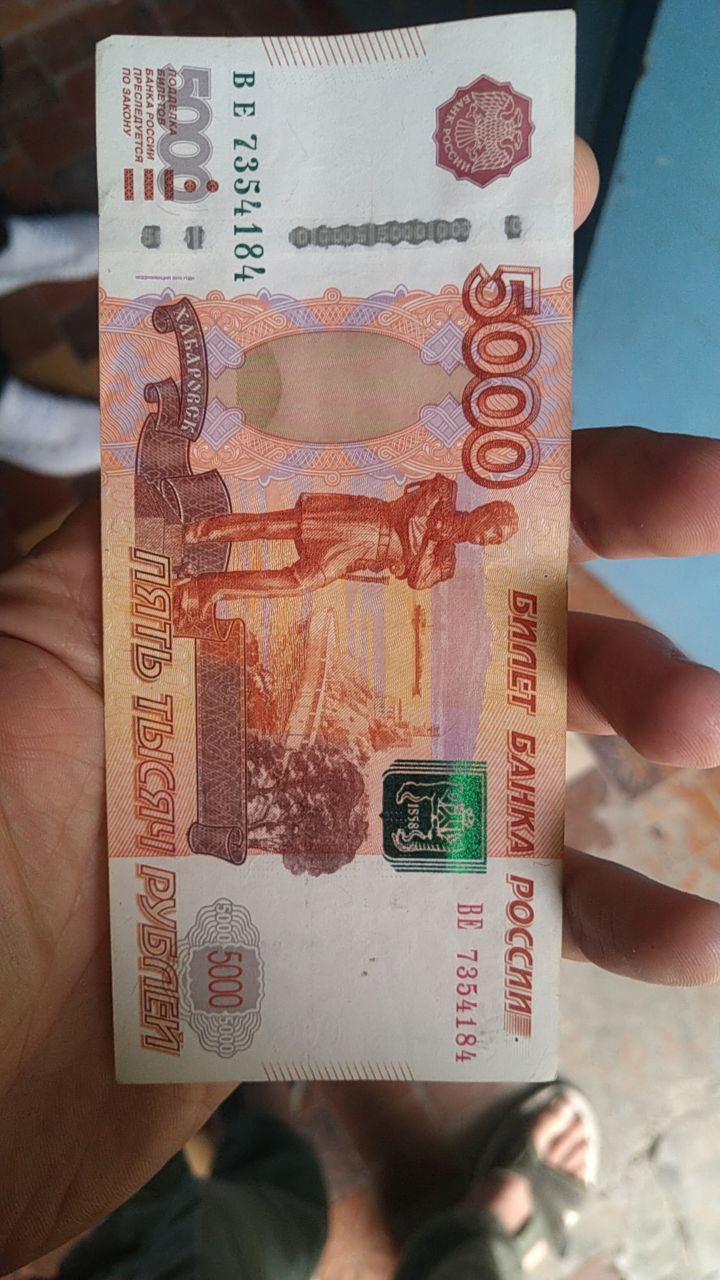 5000
БИЛЕТ БАНКА РОССИИ
БАНК РОССИИ
ВЕ 7354184
1858
ВЕ 7354184
5000
5000 5000 5000
ХАБАРОВСК
ПОДДЕЛКА
БИЛЕТОВ
БАНКА РОССИИ
ПРЕСЛЕДУЕТСЯ
ПО ЗАКОНУ
ПЯТЬ ТЫСЯЧ РУБЛЕЙ